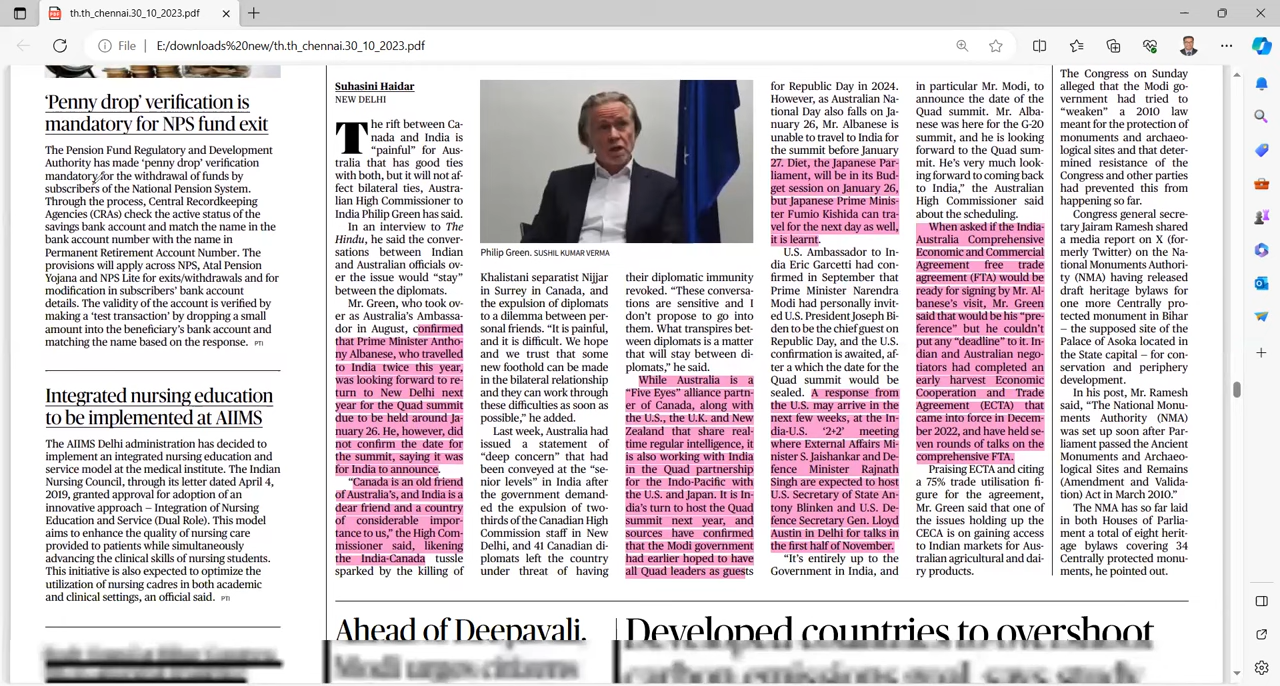 th.th_chennai.30_10_2023.pdf
File
E:/downloads%20new/th.th_chennai.30_10_2023.pdf
'Penny drop' verification is
mandatory for NPS fund exit
The Pension Fund Regulatory and Development
Authority has made 'penny drop' verification
mandatory for the withdrawal of funds by
subscribers of the National Pension System.
Through the process, Central Recordkeeping
Agencies (CRAs) check the active status of the
savings bank account and match the name in the
bank account number with the name in
Permanent Retirement Account Number. The
provisions will apply across NPS, Atal Pension
Yojana and NPS Lite for exits/withdrawals and for
modification in subscribers' bank account
details. The validity of the account is verified by
making a 'test transaction' by dropping a small
amount into the beneficiary's bank account and
matching the name based on the response. PTI
Integrated nursing education
to be implemented at AIIMS
The AIIMS Delhi administration has decided to
implement an integrated nursing education and
service model at the medical institute. The Indian
Nursing Council, through its letter dated April 4,
2019, granted approval for adoption of an
innovative approach — Integration of Nursing
Education and Service (Dual Role). This model
aims to enhance the quality of nursing care
provided to patients while simultaneously
advancing the clinical skills of nursing students.
This initiative is also expected to optimize the
utilization of nursing cadres in both academic
and clinical settings, an official said. PTI
Suhasini Haidar
NEW DELHI
The rift between Ca-
nada and India is
"painful" for Aus-
tralia that has good ties
with both, but it will not af-
fect bilateral ties, Austra-
lian High Commissioner to
India Philip Green has said.
In an interview to The
Hindu, he said the conver-
sations between Indian
and Australian officials ov-
er the issue would "stay"
between the diplomats.
Mr. Green, who took ov-
er as Australia's Ambassa-
dor in August, confirmed
that Prime Minister Antho-
ny Albanese, who travelled
to India twice this year,
was looking forward to re-
turn to New Delhi next
year for the Quad summit
due to be held around Ja-
nuary 26. He, however, did
not confirm the date for
the summit, saying it was
for India to announce.
"Canada is an old friend
of Australia's, and India is a
dear friend and a country
of considerable impor-
tance to us," the High Com-
missioner said, likening
the India-Canada tussle
sparked by the killing of
Philip Green. SUSHIL KUMAR VERMA
Khalistani separatist Nijjar
in Surrey in Canada, and
the expulsion of diplomats
to a dilemma between per-
sonal friends. "It is painful,
and it is difficult. We hope
and we trust that some
new foothold can be made
in the bilateral relationship
and they can work through
these difficulties as soon as
possible," he added.
Last week, Australia had
issued a statement of
"deep concern" that had
been conveyed at the "se-
nior levels" in India after
the government demand-
ed the expulsion of two-
thirds of the Canadian High
Commission staff in New
Delhi, and 41 Canadian di-
plomats left the country
under threat of having
their diplomatic immunity
revoked. "These conversa-
tions are sensitive and I
don't propose to go into
them. What transpires bet-
ween diplomats is a matter
that will stay between di-
plomats," he said.
While Australia is a
"Five Eyes" alliance partn-
er of Canada, along with
the U.S., the U.K. and New
Zealand that share real-
time regular intelligence, it
is also working with India
in the Quad partnership
for the Indo-Pacific with
the U.S. and Japan. It is In-
dia's turn to host the Quad
summit next year, and
sources have confirmed
that the Modi government
had earlier hoped to have
all Quad leaders as guests
for Republic Day in 2024.
However, as Australian Na-
tional Day also falls on Ja-
nuary 26, Mr. Albanese is
unable to travel to India for
the summit before January
27. Diet, the Japanese Par-
liament, will be in its Bud-
get session on January 26,
but Japanese Prime Minis-
ter Fumio Kishida can tra-
vel for the next day as well,
it is learnt.
U.S. Ambassador to In-
dia Eric Garcetti had con-
firmed in September that
Prime Minister Narendra
Modi had personally invit-
ed U.S. President Joseph Bi-
den to be the chief guest on
Republic Day, and the U.S.
confirmation is awaited, af-
ter a which the date for the
Quad summit would be
sealed. A response from
the U.S. may arrive in the
next few weeks, at the In-
dia-U.S. '2+2' meeting
where External Affairs Mi-
nister S. Jaishankar and De-
fence Minister Rajnath
Singh are expected to host
U.S. Secretary of State An-
tony Blinken and U.S. De-
fence Secretary Gen. Lloyd
Austin in Delhi for talks in
the first half of November.
"It's entirely up to the
Government in India, and
in particular Mr. Modi, to
announce the date of the
Quad summit. Mr. Alba-
nese was here for the G-20
summit, and he is looking
forward to the Quad sum-
mit. He's very much look-
ing forward to coming back
to India," the Australian
High Commissioner said
about the scheduling.
When asked if the India-
Australia Comprehensive
Economic and Commercial
Agreement free trade
agreement (FTA) would be
ready for signing by Mr. Al-
banese's visit, Mr. Green
said that would be his "pre-
ference" but he couldn't
put any "deadline" to it. In-
dian and Australian nego-
tiators had completed an
early harvest Economic
Cooperation and Trade
Agreement (ECTA) that
came into force in Decem-
ber 2022, and have held se-
ven rounds of talks on the
comprehensive FTA.
Praising ECTA and citing
a 75% trade utilisation fi-
gure for the agreement,
Mr. Green said that one of
the issues holding up the
CECA is on gaining access
to Indian markets for Aus-
tralian agricultural and dai-
ry products.
The Congress on Sunday
alleged that the Modi go-
vernment had tried to
"weaken" a 2010 law
meant for the protection of
monuments and archaeo-
logical sites and that deter-
mined resistance of the
Congress and other parties
had prevented this from
happening so far.
Congress general secre-
tary Jairam Ramesh shared
a media report on X (for-
merly Twitter) on the Na-
tional Monuments Authori-
ty (NMA) having released
draft heritage bylaws for
one more Centrally pro-
tected monument in Bihar
— the supposed site of the
Palace of Asoka located in
the State capital — for con-
servation and periphery
development.
In his post, Mr. Ramesh
said, "The National Monu-
ments Authority (NMA)
was set up soon after Par-
liament passed the Ancient
Monuments and Archaeo-
logical Sites and Remains
(Amendment and Valida-
tion) Act in March 2010."
The NMA has so far laid
in both Houses of Parlia-
ment a total of eight herit-
age bylaws covering 34
Centrally protected monu-
ments, he pointed out.
Ahead of Deepavali,
Modi urges citizens
Developed countries to overshoot
carbon emissions goal, says study